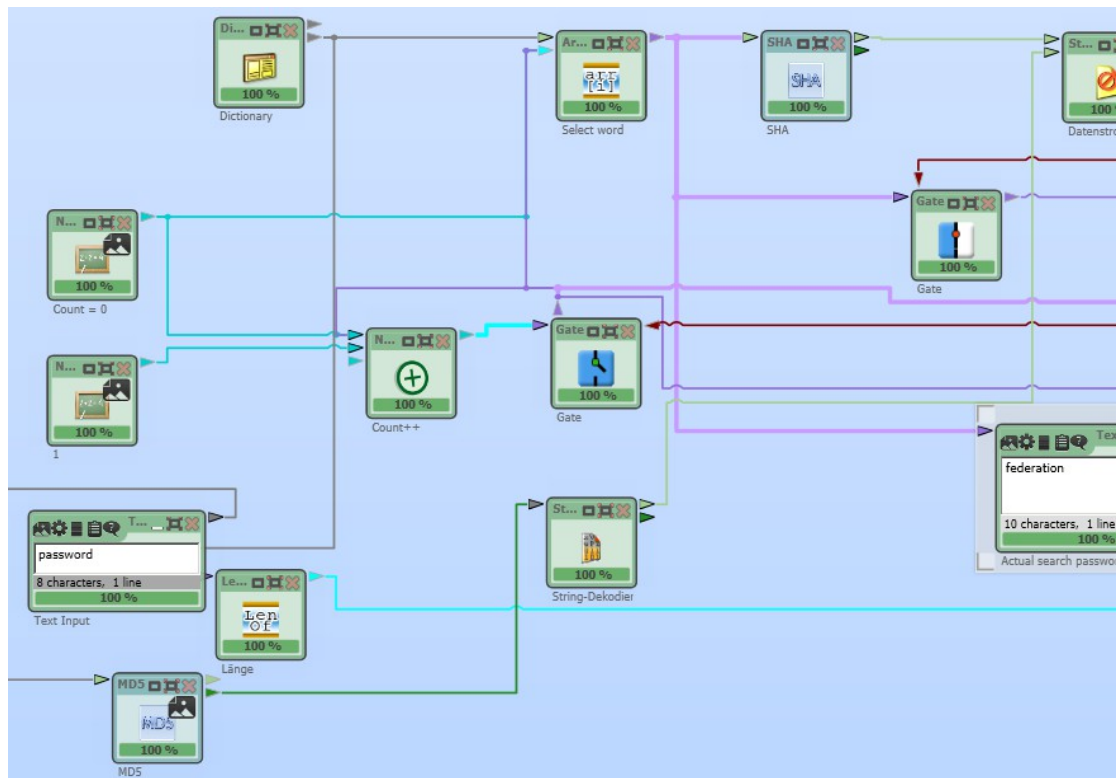 Di...
100 %
Dictionary
Ar...
arr
[i]
100 %
Select word
SHA
SHA
100 %
SHA
St...
100
Datenstro
N...
100 %
Count = 0
Gate
100 %
Gate
N...
100 %
1
N...
100 %
Count++
Gate
100 %
Gate
T...
password
8 characters, 1 line
100 %
Text Input
Le...
Len
Of
100 %
Länge
St...
100 %
String-Dekodier
Tex
federation
10 characters, 1 line
100%
Actual search password
MD5
MD5
100 %
MD5